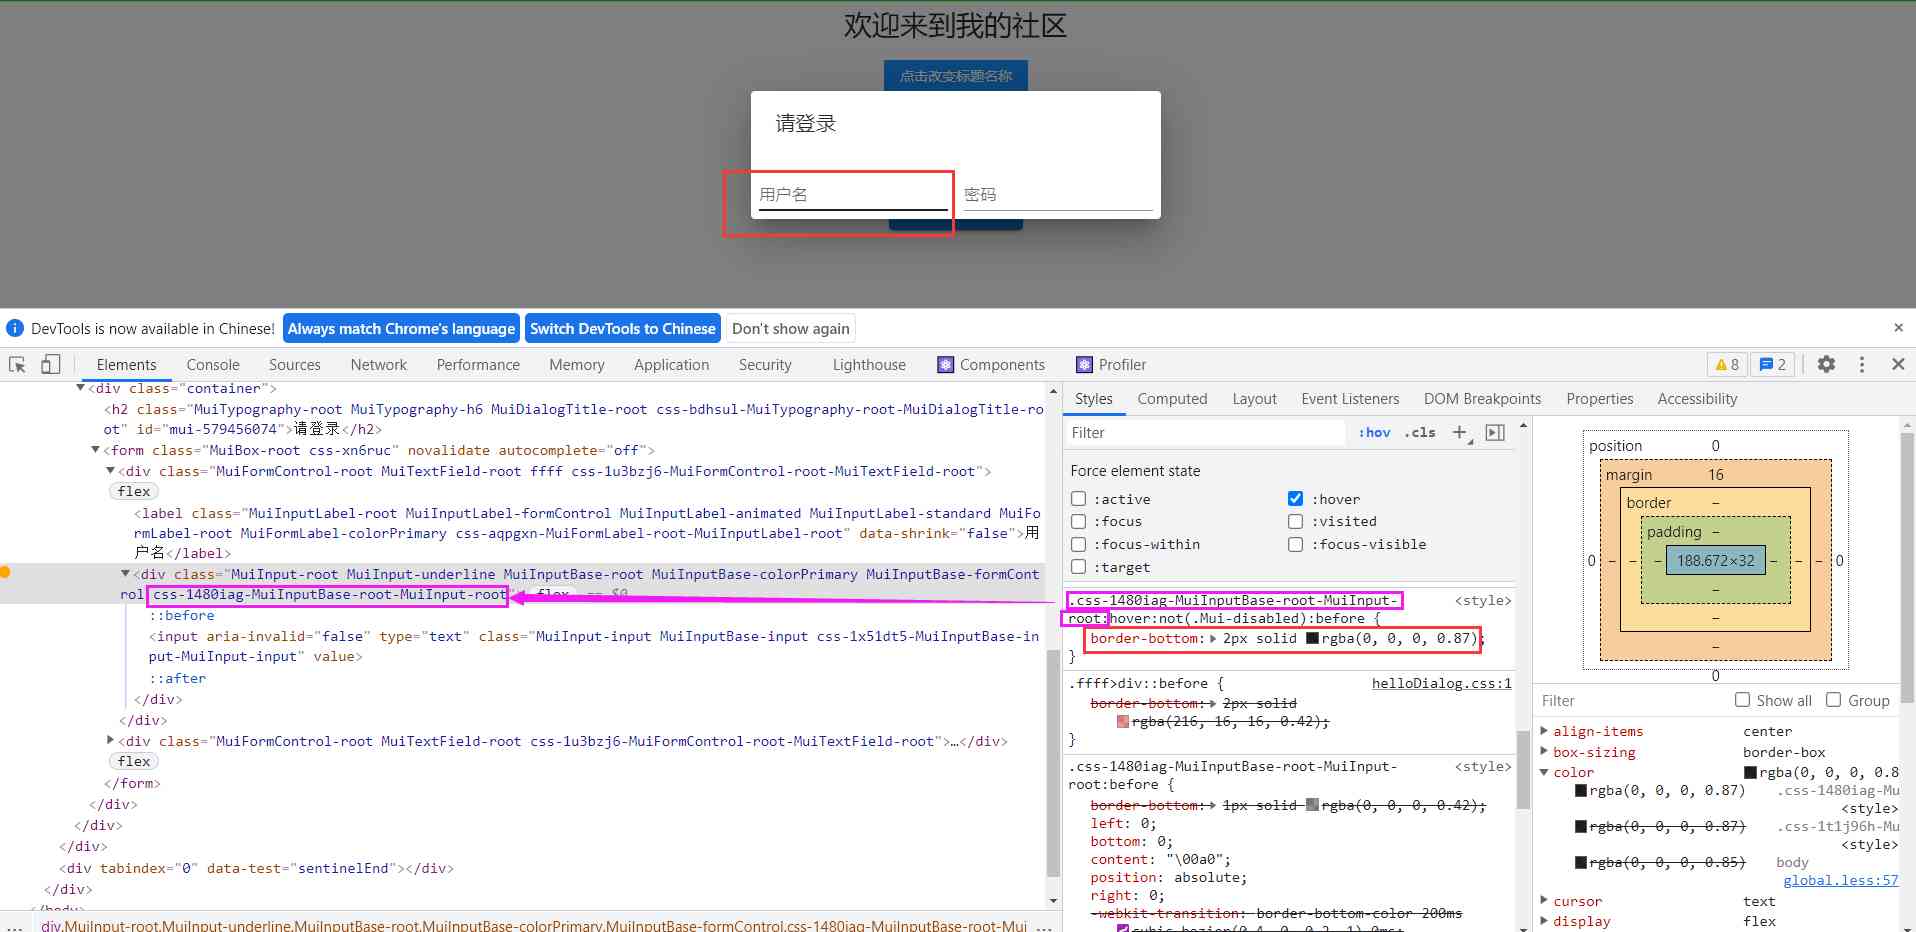 欢迎来到我的社区
点击改变标题名称
请登录
用户名
密码
DevTools is now available in Chinese!
Always match Chrome's language
Switch DevTools to Chinese
Don't show again
Elements Console Sources Network Performance Memory Application Security Lighthouse Components Profiler 8 2
<div class="container">
<h2 class="MuiTypography-root MuiTypography-h6 MuiDialogTitle-root css-bdhsul-MuiTypography-root-MuiDialogTitle-ro
ot" id="mui-579456074">请登录</h2>
<form class="MuiBox-root css-xn6ruc" novalidate autocomplete="off">
<div class="MuiFormControl-root MuiTextField-root ffff css-1u3bzj6-MuiFormControl-root-MuiTextField-root">
flex
<label class="MuiInputLabel-root MuiInputLabel-formControl MuiInputLabel-animated MuiInputLabel-standard MuiFo
rmLabel-root MuiFormLabel-colorPrimary css-aqpgxn-MuiFormLabel-root-MuiInputLabel-root" data-shrink="false">用
户名</label>
<div class="MuiInput-root MuiInput-underline MuiInputBase-root MuiInputBase-colorPrimary MuiInputBase-formCont
rol css-1480iag-MuiInputBase-root-MuiInput-root"> flex == $0
::before
<input aria-invalid="false" type="text" class="MuiInput-input MuiInputBase-input css-1x51dt5-MuiInputBase-in
put-MuiInput-input" value>
::after
</div>
</div>
<div class="MuiFormControl-root MuiTextField-root css-1u3bzj6-MuiFormControl-root-MuiTextField-root">…</div>
flex
</form>
</div>
</div>
</div>
<div tabindex="0" data-test="sentinelEnd"></div>
</div>
</body>
... div.MuiInput-root.MuiInput-underline.MuiInputBase-root.MuiInputBase-colorPrimary.MuiInputBase-formControl.css-1480iag-MuiInputBase-root-Mui ...
Styles Computed Layout Event Listeners DOM Breakpoints Properties Accessibility
Filter :hov .cls
Force element state
:active :hover
:focus :visited
:focus-within :focus-visible
:target
.css-1480iag-MuiInputBase-root-MuiInput- <style>
root:hover:not(.Mui-disabled):before {
border-bottom: 2px solid rgba(0, 0, 0, 0.87);
}
.ffff>div::before { helloDialog.css:1
border-bottom: 2px solid
rgba(216, 16, 16, 0.42);
}
.css-1480iag-MuiInputBase-root-MuiInput- <style>
root:before {
border-bottom: 1px solid rgba(0, 0, 0, 0.42);
left: 0;
bottom: 0;
content: "\00a0";
position: absolute;
right: 0;
-webkit-transition: border-bottom-color 200ms
cubic-bezier(0.4, 0, 0.2, 1) 0ms;
position 0
margin 16
border –
padding –
0 – – – 188.672×32 – – – 0
–
–
–
0
Filter Show all Group
align-items center
box-sizing border-box
color rgba(0, 0, 0, 0.8
rgba(0, 0, 0, 0.87) .css-1480iag-Mu
<style>
rgba(0, 0, 0, 0.87) .css-1t1j96h-Mu
<style>
rgba(0, 0, 0, 0.85) body
global.less:57
cursor text
display flex